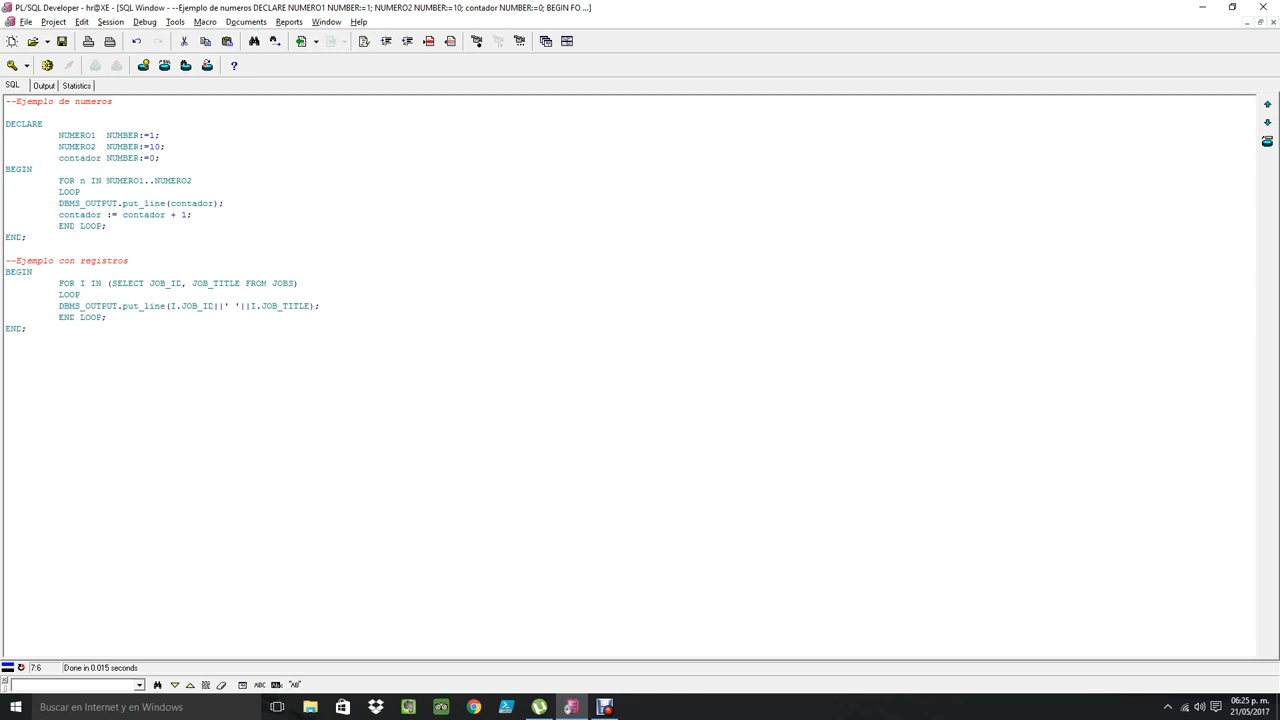 PL/SQL Developer - hr@XE - [SQL Window - --Ejemplo de numeros DECLARE NUMERO1 NUMBER:=1; NUMERO2 NUMBER:=10; contador NUMBER:=0; BEGIN FO ...]
File Project Edit Session Debug Tools Macro Documents Reports Window Help
SQL Output Statistics
--Ejemplo de numeros
DECLARE
NUMERO1 NUMBER:=1;
NUMERO2 NUMBER:=10;
contador NUMBER:=0;
BEGIN
FOR n IN NUMERO1..NUMERO2
LOOP
DBMS_OUTPUT.put_line(contador);
contador := contador + 1;
END LOOP;
END;
--Ejemplo con registros
BEGIN
FOR I IN (SELECT JOB_ID, JOB_TITLE FROM JOBS)
LOOP
DBMS_OUTPUT.put_line(I.JOB_ID||' '||I.JOB_TITLE);
END LOOP;
END;
7:6 Done in 0.015 seconds
ABC "AB"
Buscar en Internet y en Windows
06:25 p. m.
21/05/2017